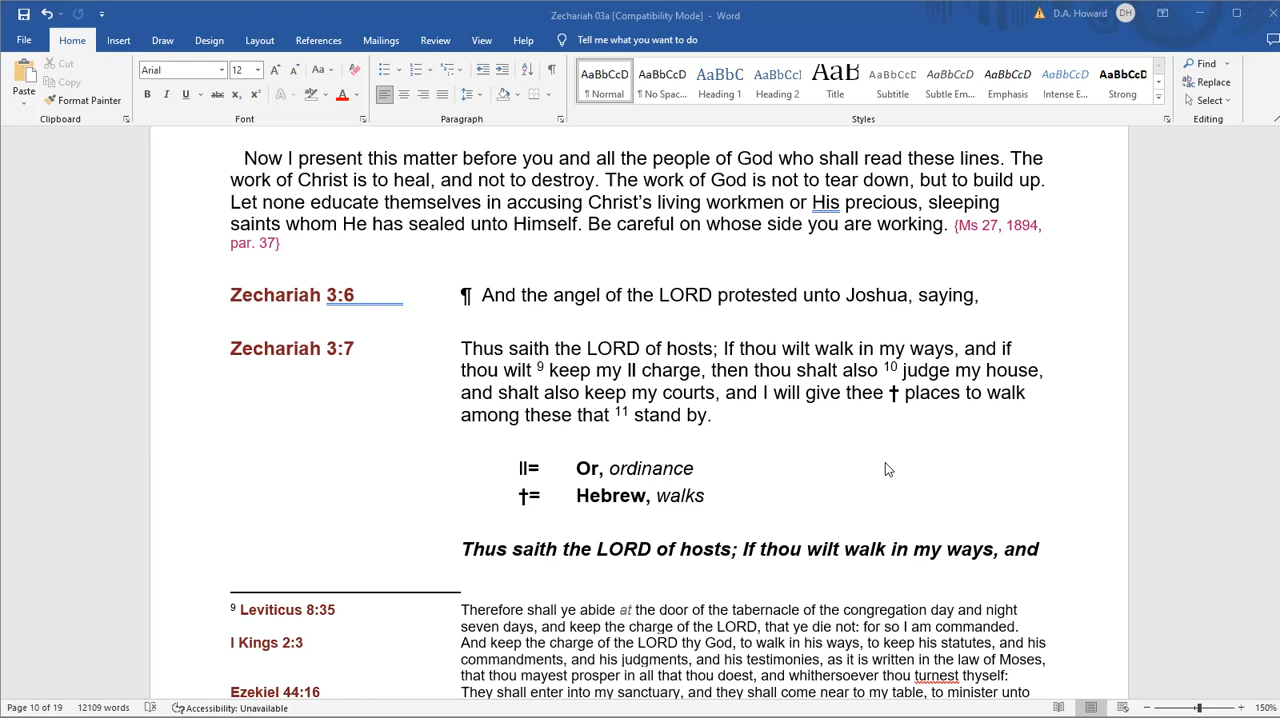 Zechariah 03a [Compatibility Mode] - Word
D.A. Howard DH
File Home Insert Draw Design Layout References Mailings Review View Help Tell me what you want to do
Paste Cut Copy Format Painter
Arial 12
AaBbCcD AaBbCcD AaBbC AaBbCcD AaB AaBbCcD AaBbCcD AaBbCcD AaBbCcD AaBbCcD
¶ Normal ¶ No Spac... Heading 1 Heading 2 Title Subtitle Subtle Em... Emphasis Intense E... Strong
Find Replace Select
Clipboard Font Paragraph Styles Editing
Now I present this matter before you and all the people of God who shall read these lines. The
work of Christ is to heal, and not to destroy. The work of God is not to tear down, but to build up.
Let none educate themselves in accusing Christ’s living workmen or His precious, sleeping
saints whom He has sealed unto Himself. Be careful on whose side you are working. {Ms 27, 1894,
par. 37}
Zechariah 3:6 ¶ And the angel of the LORD protested unto Joshua, saying,
Zechariah 3:7 Thus saith the LORD of hosts; If thou wilt walk in my ways, and if
thou wilt 9 keep my ǁ charge, then thou shalt also 10 judge my house,
and shalt also keep my courts, and I will give thee † places to walk
among these that 11 stand by.
ǁ= Or, ordinance
†= Hebrew, walks
Thus saith the LORD of hosts; If thou wilt walk in my ways, and
9 Leviticus 8:35 Therefore shall ye abide at the door of the tabernacle of the congregation day and night
seven days, and keep the charge of the LORD, that ye die not: for so I am commanded.
I Kings 2:3 And keep the charge of the LORD thy God, to walk in his ways, to keep his statutes, and his
commandments, and his judgments, and his testimonies, as it is written in the law of Moses,
that thou mayest prosper in all that thou doest, and whithersoever thou turnest thyself:
Ezekiel 44:16 They shall enter into my sanctuary, and they shall come near to my table, to minister unto
Page 10 of 19 12109 words Accessibility: Unavailable 150%